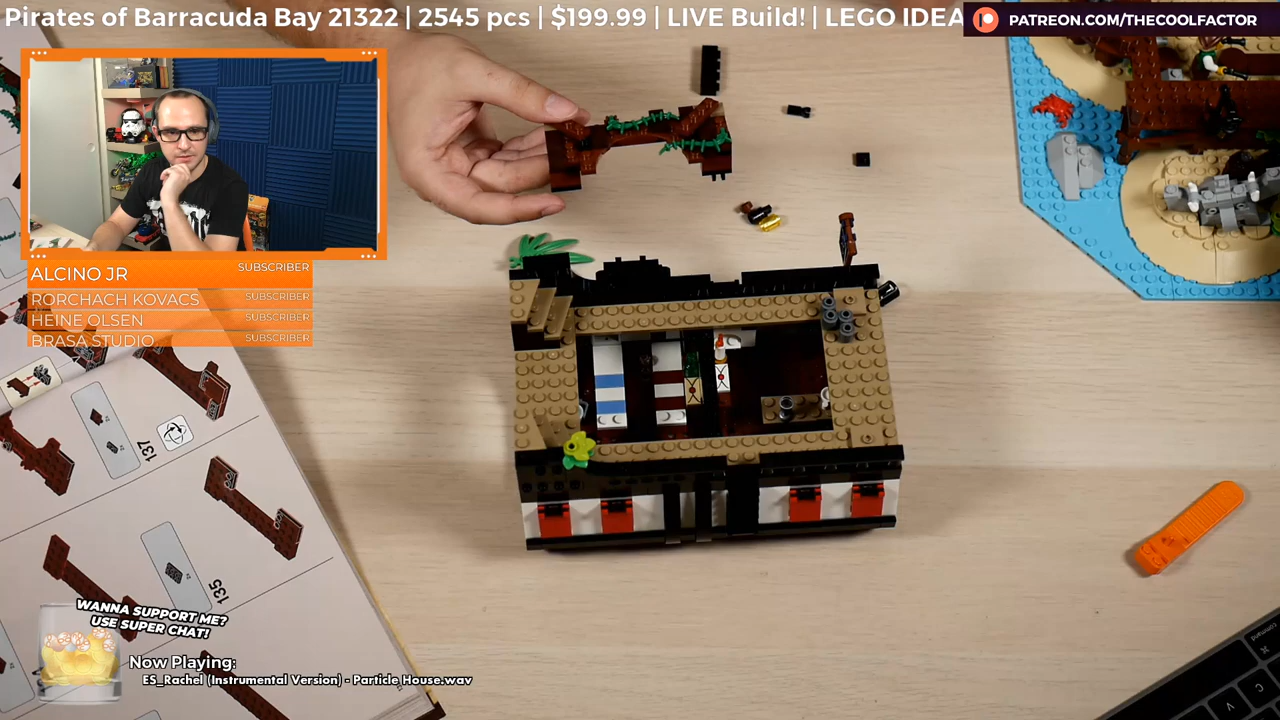 Pirates of Barracuda Bay 21322 | 2545 pcs | $199.99 | LIVE Build! | LEGO IDEA
PATREON.COM/THECOOLFACTOR
ALCINO JR SUBSCRIBER
RORCHACH KOVACS SUBSCRIBER
HEINE OLSEN SUBSCRIBER
BRASA STUDIO SUBSCRIBER
137
135
WANNA SUPPORT ME?
USE SUPER CHAT!
Now Playing:
ES_Rachel (Instrumental Version) - Particle House.wav
command
C
V